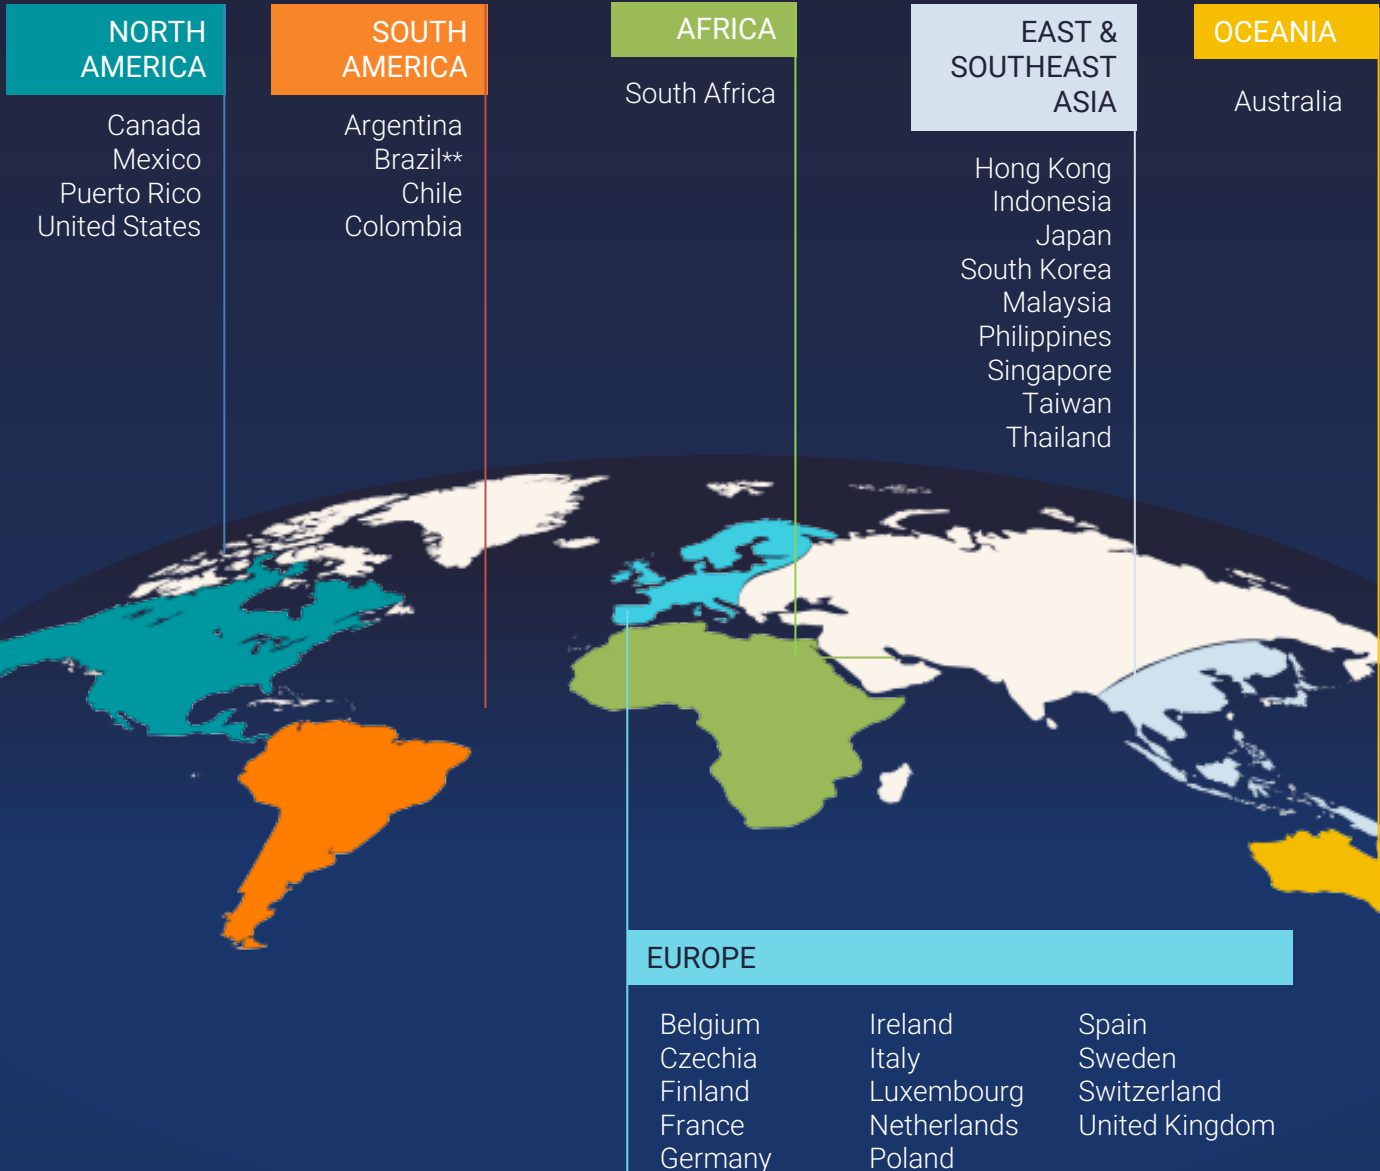 NORTH
AMERICA
Canada
Mexico
Puerto Rico
United States
SOUTH
AMERICA
Argentina
Brazil**
Chile
Colombia
AFRICA
South Africa
EAST &
SOUTHEAST
ASIA
Hong Kong
Indonesia
Japan
South Korea
Malaysia
Philippines
Singapore
Taiwan
Thailand
OCEANIA
Australia
EUROPE
Belgium
Czechia
Finland
France
Germany
Ireland
Italy
Luxembourg
Netherlands
Poland
Spain
Sweden
Switzerland
United Kingdom